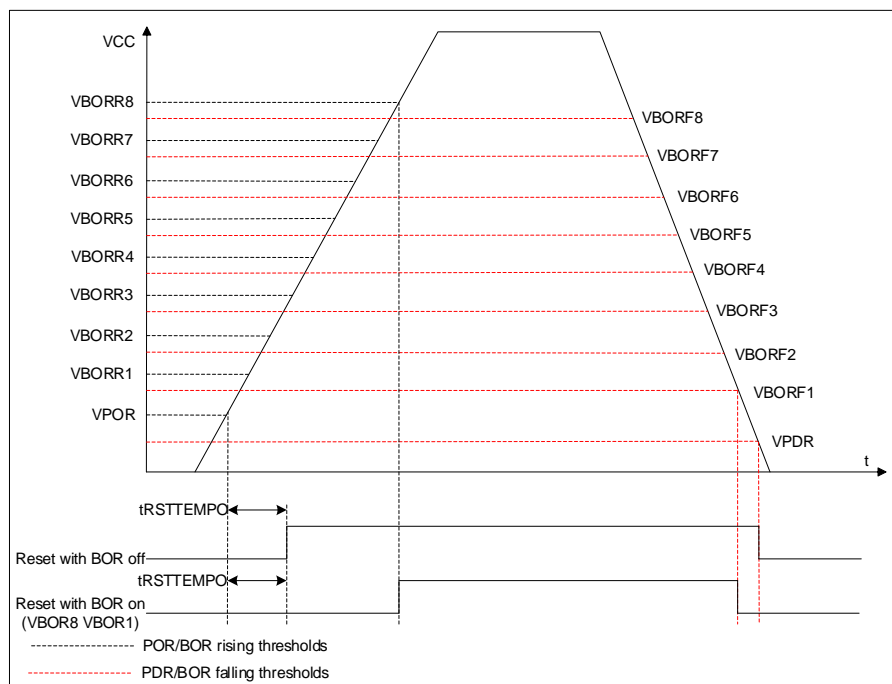 VCC
VBORR8
VBORF8
VBORR7
VBORF7
VBORR6
VBORF6
VBORR5
VBORF5
VBORR4
VBORF4
VBORR3
VBORF3
VBORR2
VBORF2
VBORR1
VBORF1
VPOR
VPDR
t
tRSTTEMPO
Reset with BOR off
tRSTTEMPO
Reset with BOR on
(VBOR8 VBOR1)
POR/BOR rising thresholds
PDR/BOR falling thresholds